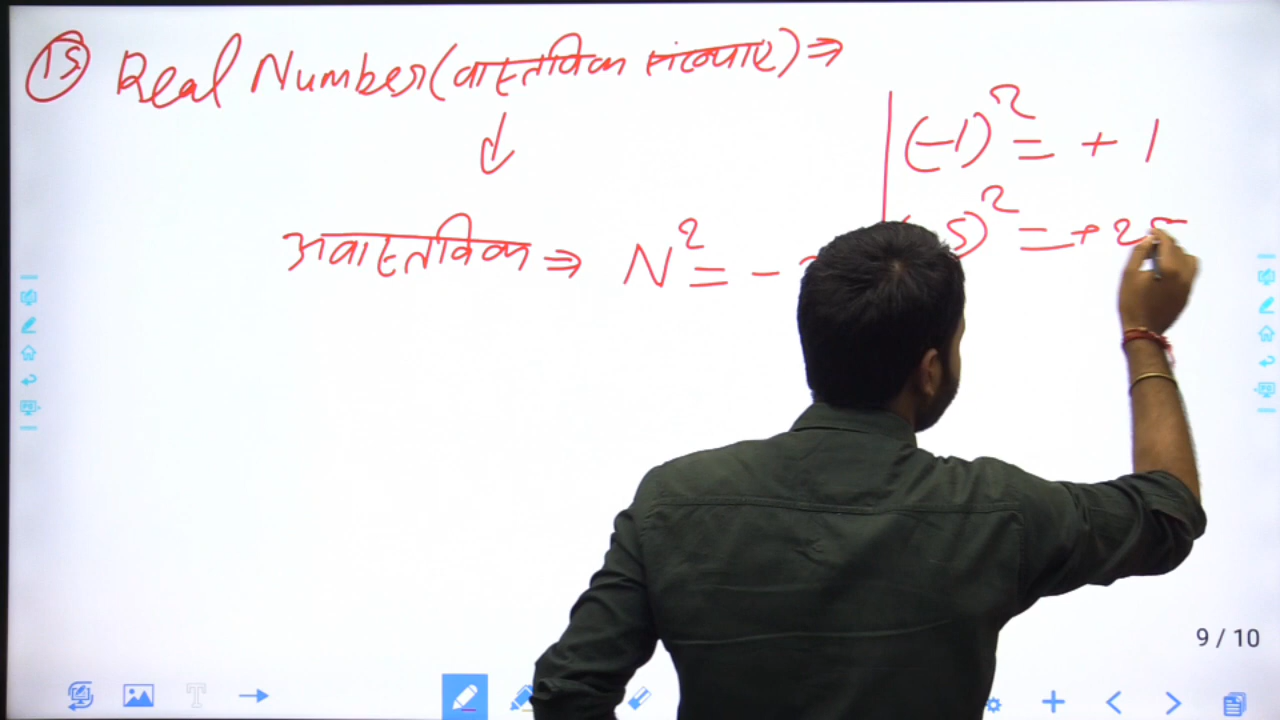 15 Real Number (वास्तविक संख्याए) ⇒
↓
अवास्तविक ⇒ N² = -
(-1)² = + 1
5)² = +25
9 / 10